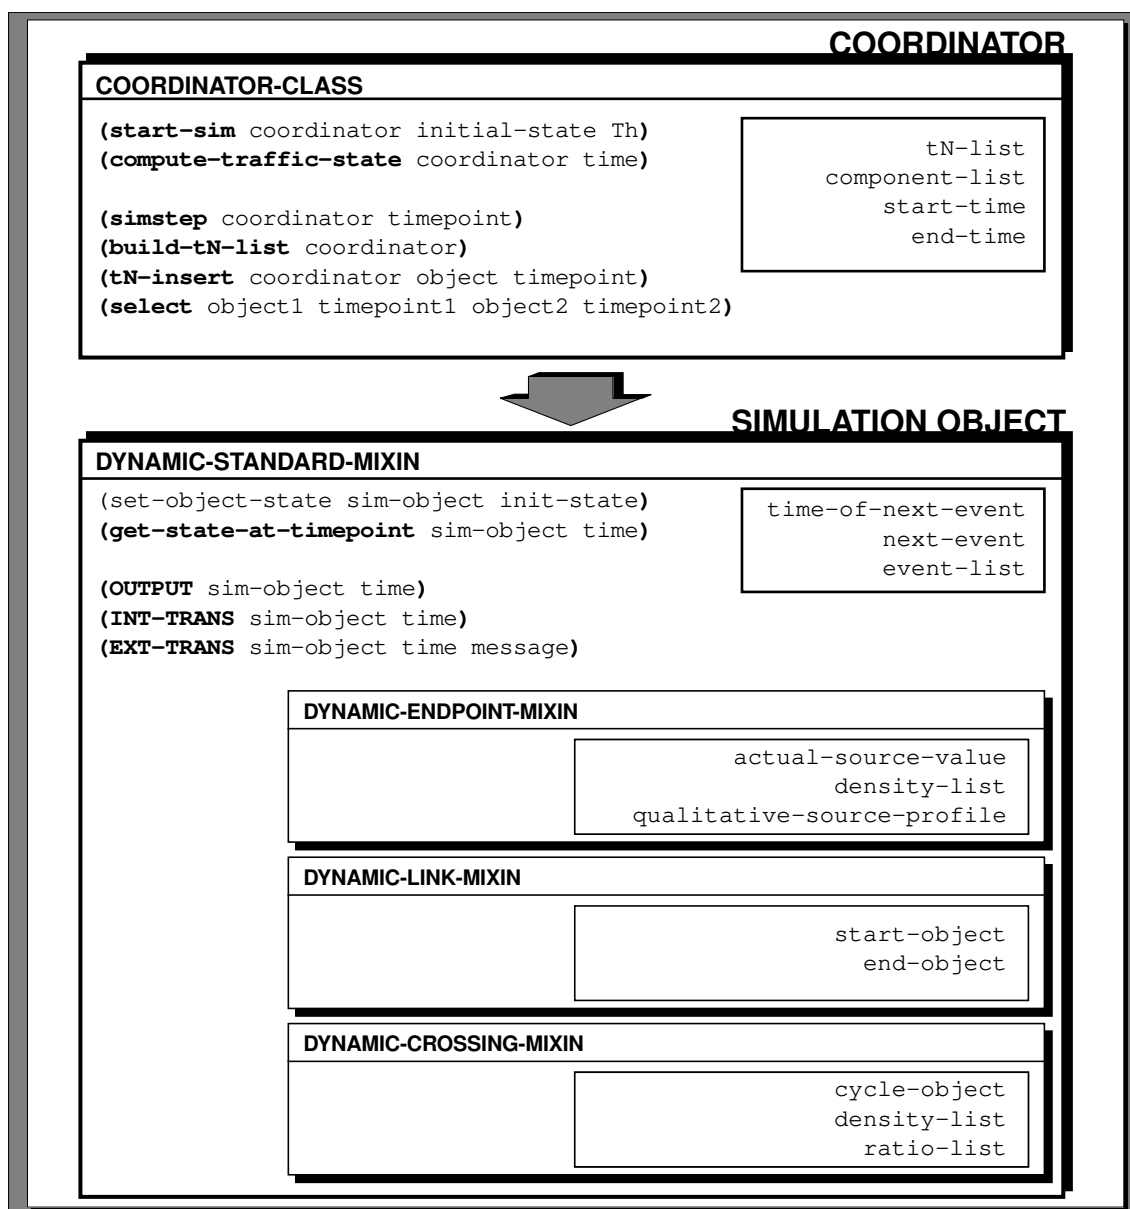 COORDINATOR
COORDINATOR-CLASS
(start-sim coordinator initial-state Th)
(compute-traffic-state coordinator time)
(simstep coordinator timepoint)
(build-tN-list coordinator)
(tN-insert coordinator object timepoint)
(select object1 timepoint1 object2 timepoint2)
tN-list
component-list
start-time
end-time
SIMULATION OBJECT
DYNAMIC-STANDARD-MIXIN
(set-object-state sim-object init-state)
(get-state-at-timepoint sim-object time)
(OUTPUT sim-object time)
(INT-TRANS sim-object time)
(EXT-TRANS sim-object time message)
time-of-next-event
next-event
event-list
DYNAMIC-ENDPOINT-MIXIN
actual-source-value
density-list
qualitative-source-profile
DYNAMIC-LINK-MIXIN
start-object
end-object
DYNAMIC-CROSSING-MIXIN
cycle-object
density-list
ratio-list